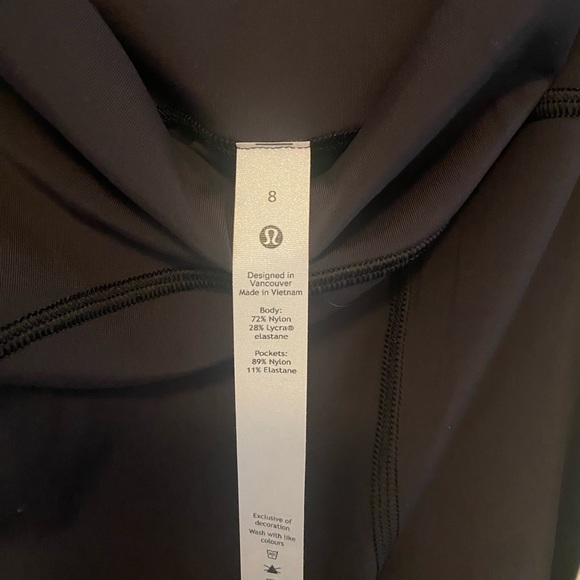 8
Designed in
Vancouver
Made in Vietnam
Body:
72% Nylon
28% Lycra®
elastane
Pockets:
89% Nylon
11% Elastane
Exclusive of
decoration
Wash with like
colours